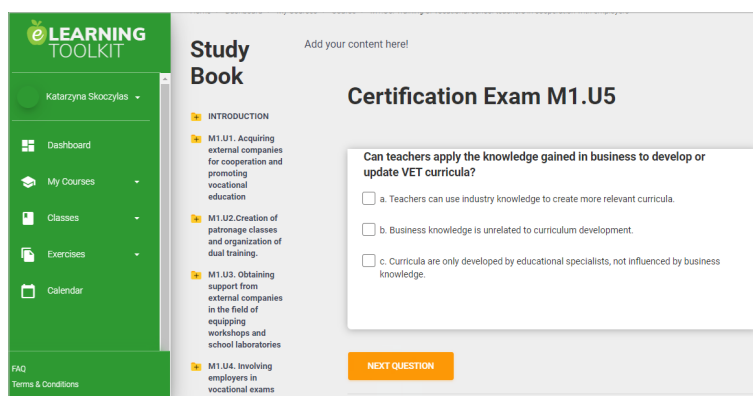 eLEARNING
TOOLKIT
Katarzyna Skoczylas
Dashboard
My Courses
Classes
Exercises
Calendar
FAQ
Terms & Conditions
Study
Book
INTRODUCTION
M1.U1. Acquiring
external companies
for cooperation and
promoting
vocational
education
M1.U2.Creation of
patronage classes
and organization of
dual training.
M1.U3. Obtaining
support from
external companies
in the field of
equipping
workshops and
school laboratories
M1.U4. Involving
employers in
vocational exams
Add your content here!
Certification Exam M1.U5
Can teachers apply the knowledge gained in business to develop or
update VET curricula?
a. Teachers can use industry knowledge to create more relevant curricula.
b. Business knowledge is unrelated to curriculum development.
c. Curricula are only developed by educational specialists, not influenced by business
knowledge.
NEXT QUESTION